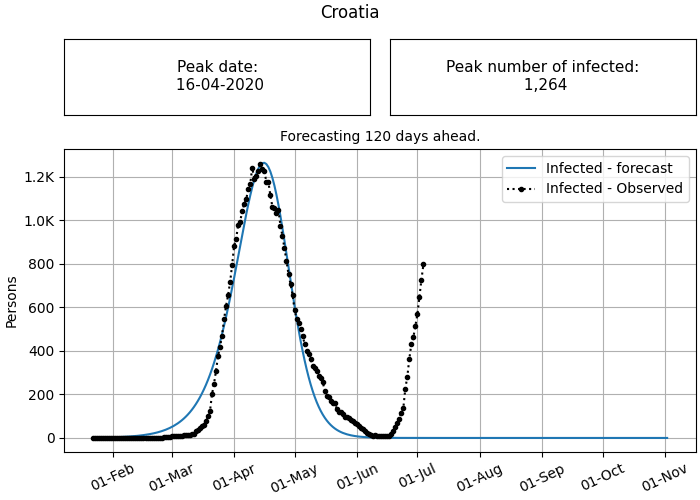 Croatia
Peak date:
16-04-2020
Peak number of infected:
1,264
Forecasting 120 days ahead.
Infected - forecast
Infected - Observed
1.2K
1.0K
800
600
400
200
0
Persons
01-Feb
01-Mar
01-Apr
01-May
01-Jun
01-Jul
01-Aug
01-Sep
01-Oct
01-Nov